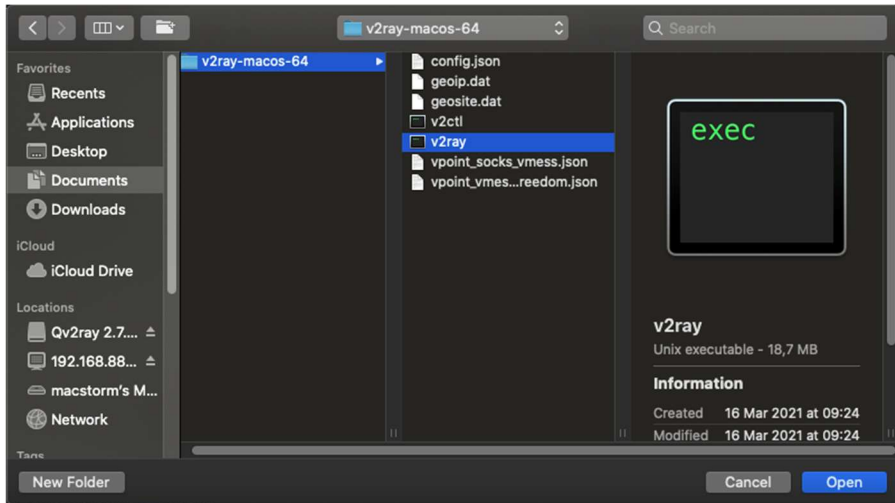 v2ray-macos-64
Search
Favorites
Recents
Applications
Desktop
Documents
Downloads
iCloud
iCloud Drive
Locations
Qv2ray 2.7....
192.168.88...
macstorm's M...
Network
Tags
v2ray-macos-64
config.json
geoip.dat
geosite.dat
v2ctl
v2ray
vpoint_socks_vmess.json
vpoint_vmes...reedom.json
exec
v2ray
Unix executable - 18,7 MB
Information
Created 16 Mar 2021 at 09:24
Modified 16 Mar 2021 at 09:24
New Folder
Cancel
Open